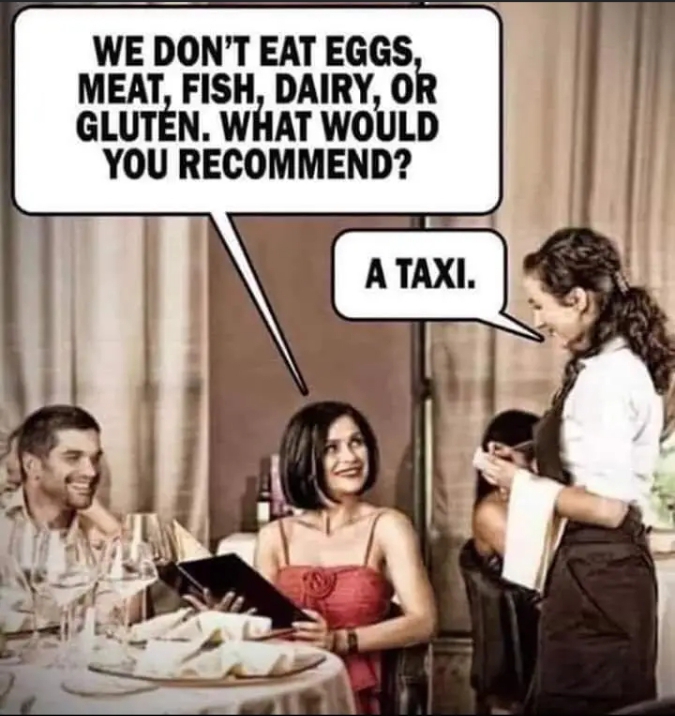 WE DON'T EAT EGGS,
MEAT, FISH, DAIRY, OR
GLUTEN. WHAT WOULD
YOU RECOMMEND?
A TAXI.